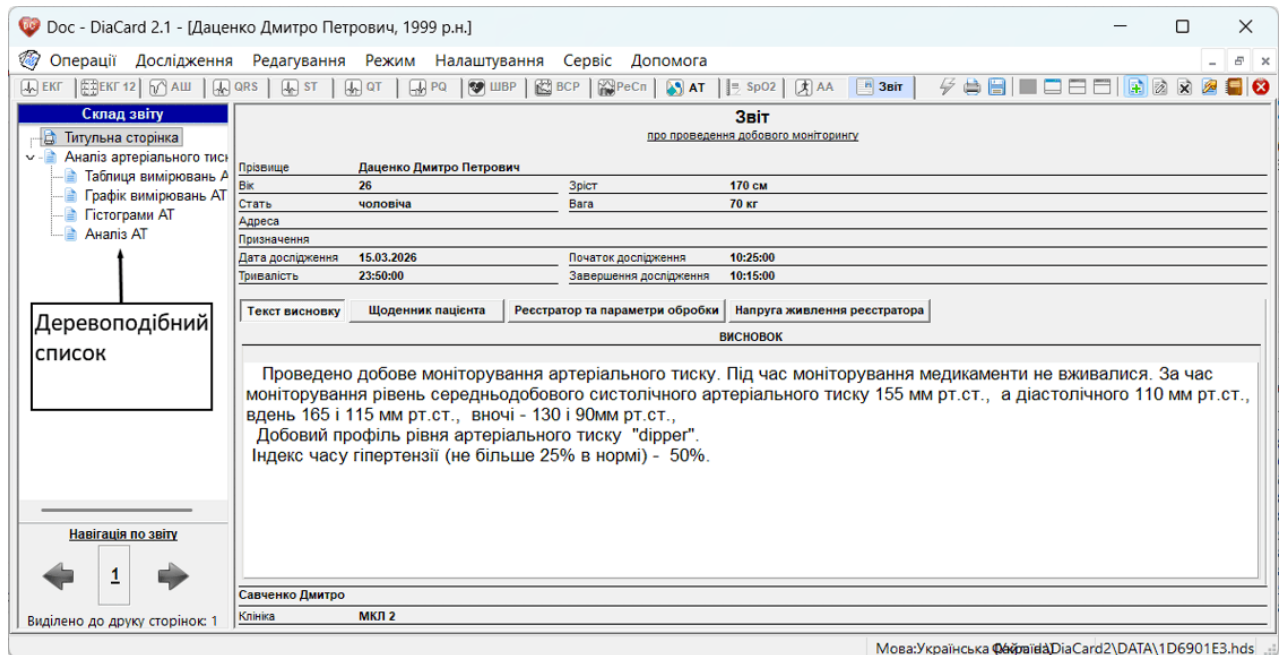 Doc - DiaCard 2.1 - [Даценко Дмитро Петрович, 1999 р.н.]
Операції Дослідження Редагування Режим Налаштування Сервіс Допомога
ЕКГ ЕКГ 12 АШ QRS ST QT PQ ШВР ВСР РеСп АТ SpO2 АА Звіт
Склад звіту
Титульна сторінка
Аналіз артеріального тиск
Таблиця вимірювань А
Графік вимірювань АТ
Гістограми АТ
Аналіз АТ
Деревоподібний
список
Навігація по звіту
1
Виділено до друку сторінок: 1
Звіт
про проведення добового моніторингу
Прізвище Даценко Дмитро Петрович
Вік 26 Зріст 170 см
Стать чоловіча Вага 70 кг
Адреса
Призначення
Дата дослідження 15.03.2026 Початок дослідження 10:25:00
Тривалість 23:50:00 Завершення дослідження 10:15:00
Текст висновку Щоденник пацієнта Реєстратор та параметри обробки Напруга живлення реєстратора
ВИСНОВОК
Проведено добове моніторування артеріального тиску. Під час моніторування медикаменти не вживалися. За час
моніторування рівень середньодобового систолічного артеріального тиску 155 мм рт.ст., а діастолічного 110 мм рт.ст.,
вдень 165 і 115 мм рт.ст., вночі - 130 і 90мм рт.ст.,
Добовий профіль рівня артеріального тиску "dipper".
Індекс часу гіпертензії (не більше 25% в нормі) - 50%.
Савченко Дмитро
Клініка МКЛ 2
Мова:Українська DiaCard2\DATA\1D6901E3.hds